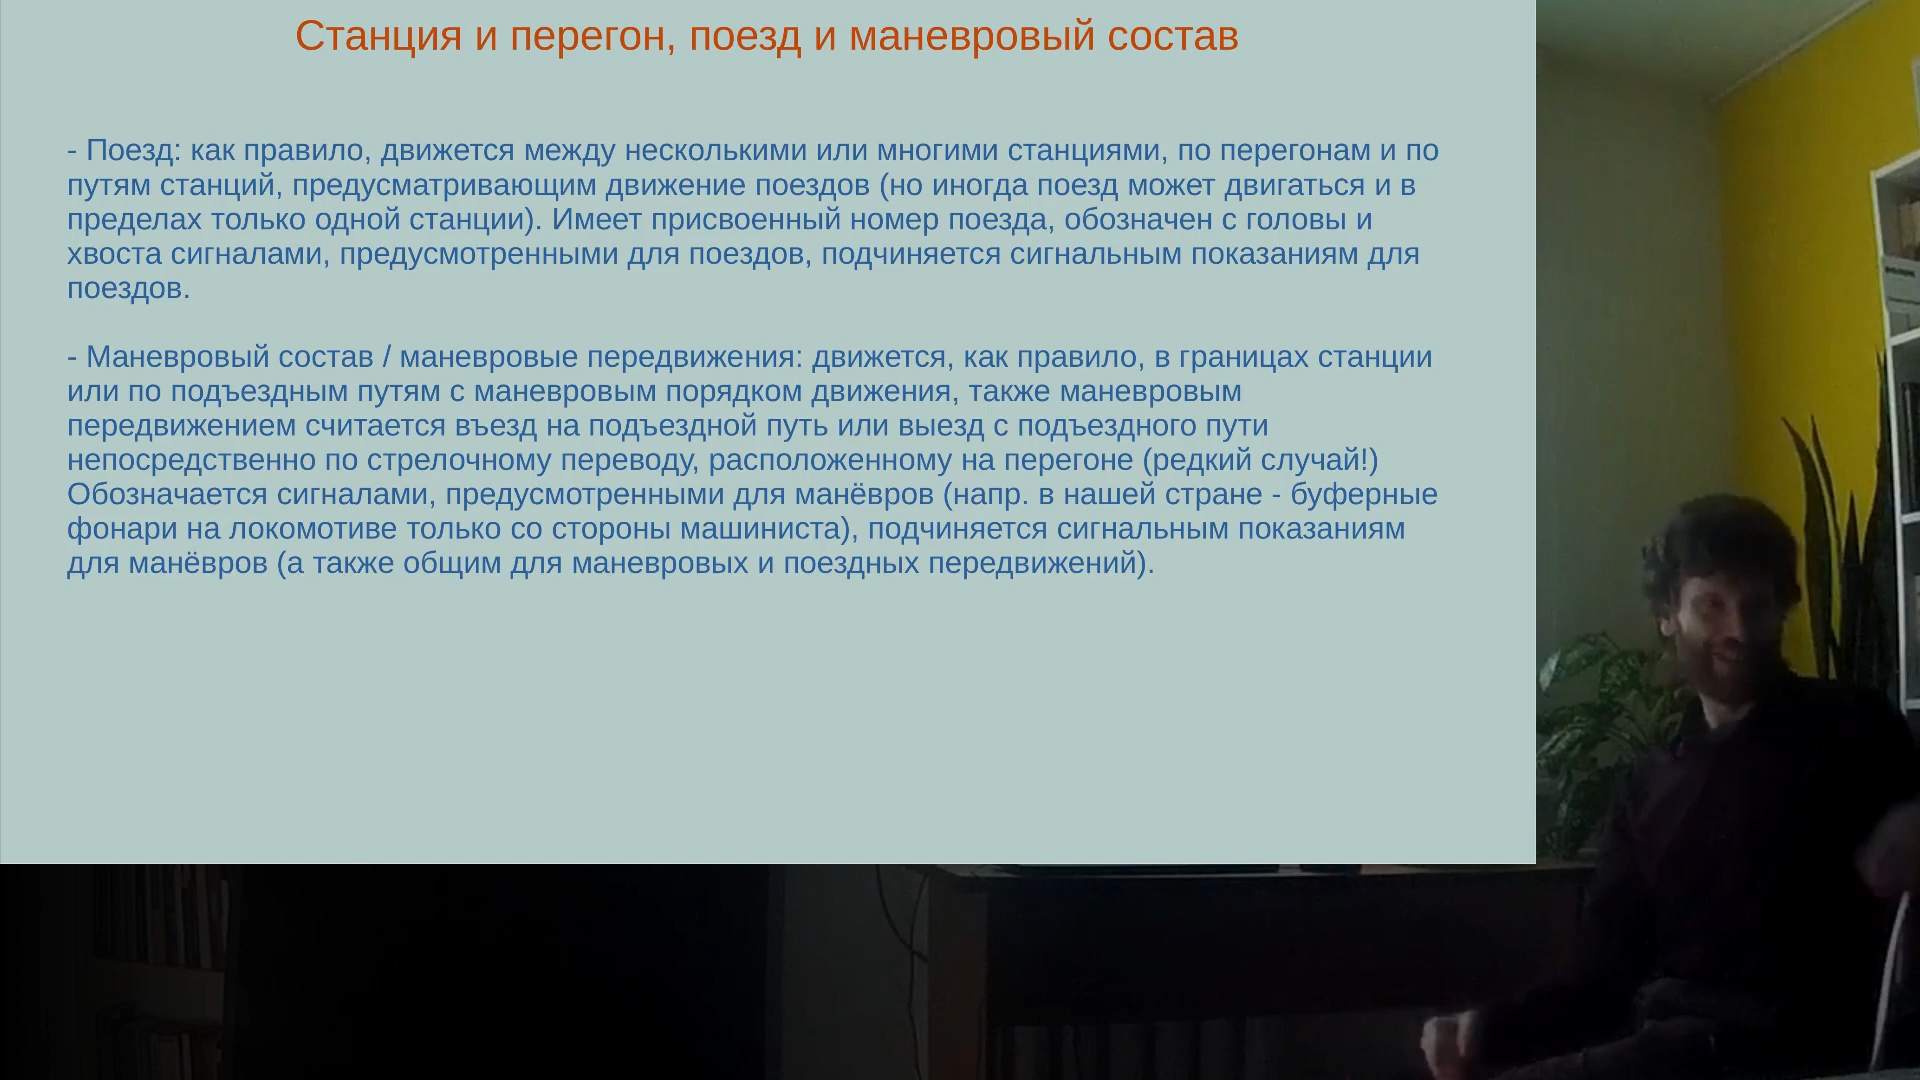 Станция и перегон, поезд и маневровый состав
- Поезд: как правило, движется между несколькими или многими станциями, по перегонам и по
путям станций, предусматривающим движение поездов (но иногда поезд может двигаться и в
пределах только одной станции). Имеет присвоенный номер поезда, обозначен с головы и
хвоста сигналами, предусмотренными для поездов, подчиняется сигнальным показаниям для
поездов.
- Маневровый состав / маневровые передвижения: движется, как правило, в границах станции
или по подъездным путям с маневровым порядком движения, также маневровым
передвижением считается въезд на подъездной путь или выезд с подъездного пути
непосредственно по стрелочному переводу, расположенному на перегоне (редкий случай!)
Обозначается сигналами, предусмотренными для манёвров (напр. в нашей стране - буферные
фонари на локомотиве только со стороны машиниста), подчиняется сигнальным показаниям
для манёвров (а также общим для маневровых и поездных передвижений).